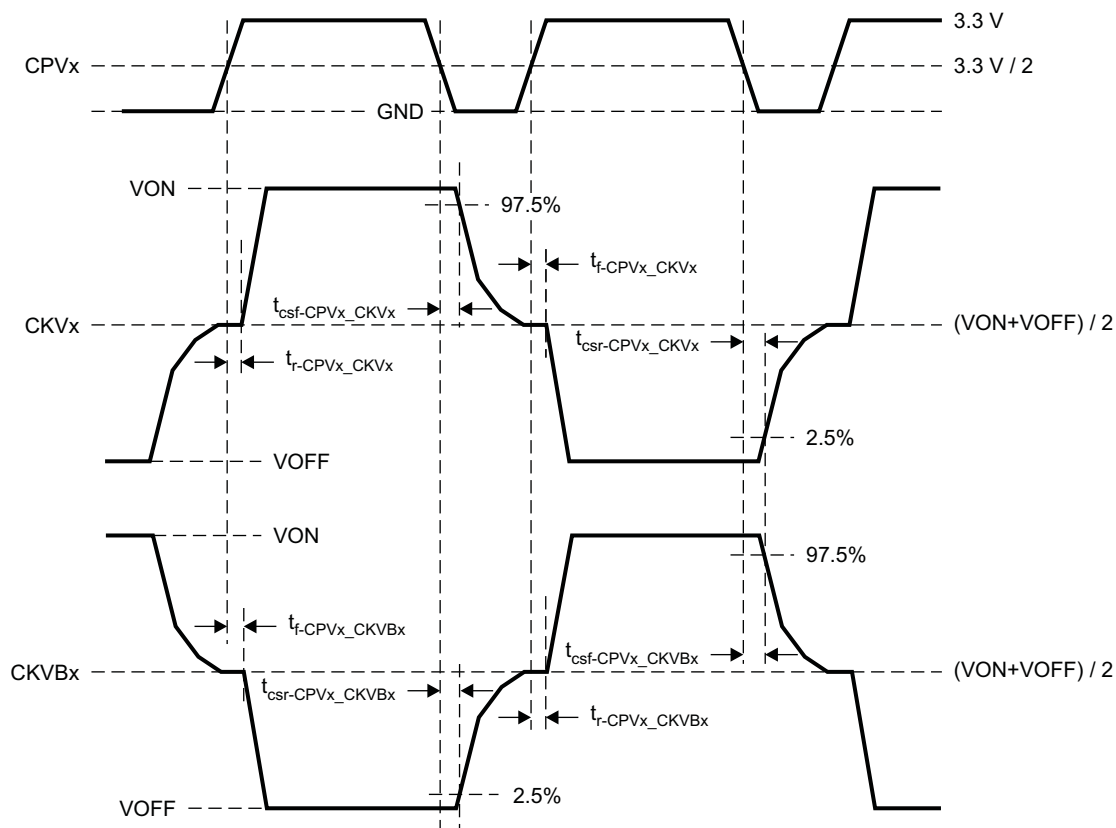 3.3 V
CPVx
3.3 V / 2
GND
VON
97.5%
tf-CPVx_CKVx
tcsf-CPVx_CKVx
CKVx
(VON+VOFF) / 2
tcsr-CPVx_CKVx
tr-CPVx_CKVx
2.5%
VOFF
VON
97.5%
tf-CPVx_CKVBx
tcsf-CPVx_CKVBx
CKVBx
(VON+VOFF) / 2
tcsr-CPVx_CKVBx
tr-CPVx_CKVBx
2.5%
VOFF